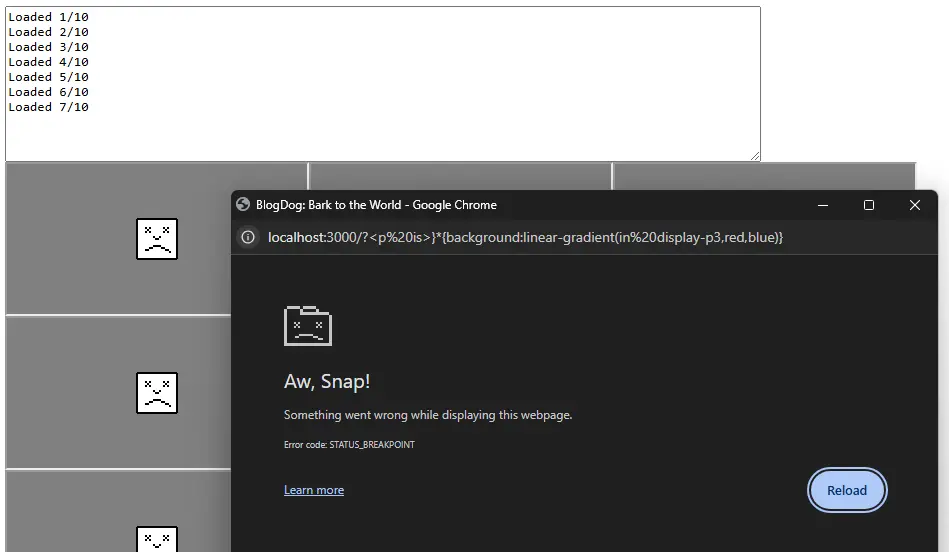 Loaded 1/10
Loaded 2/10
Loaded 3/10
Loaded 4/10
Loaded 5/10
Loaded 6/10
Loaded 7/10
BlogDog: Bark to the World - Google Chrome
localhost:3000/?<p%20is>}*{background:linear-gradient(in%20display-p3,red,blue)}
Aw, Snap!
Something went wrong while displaying this webpage.
Error code: STATUS_BREAKPOINT
Learn more
Reload